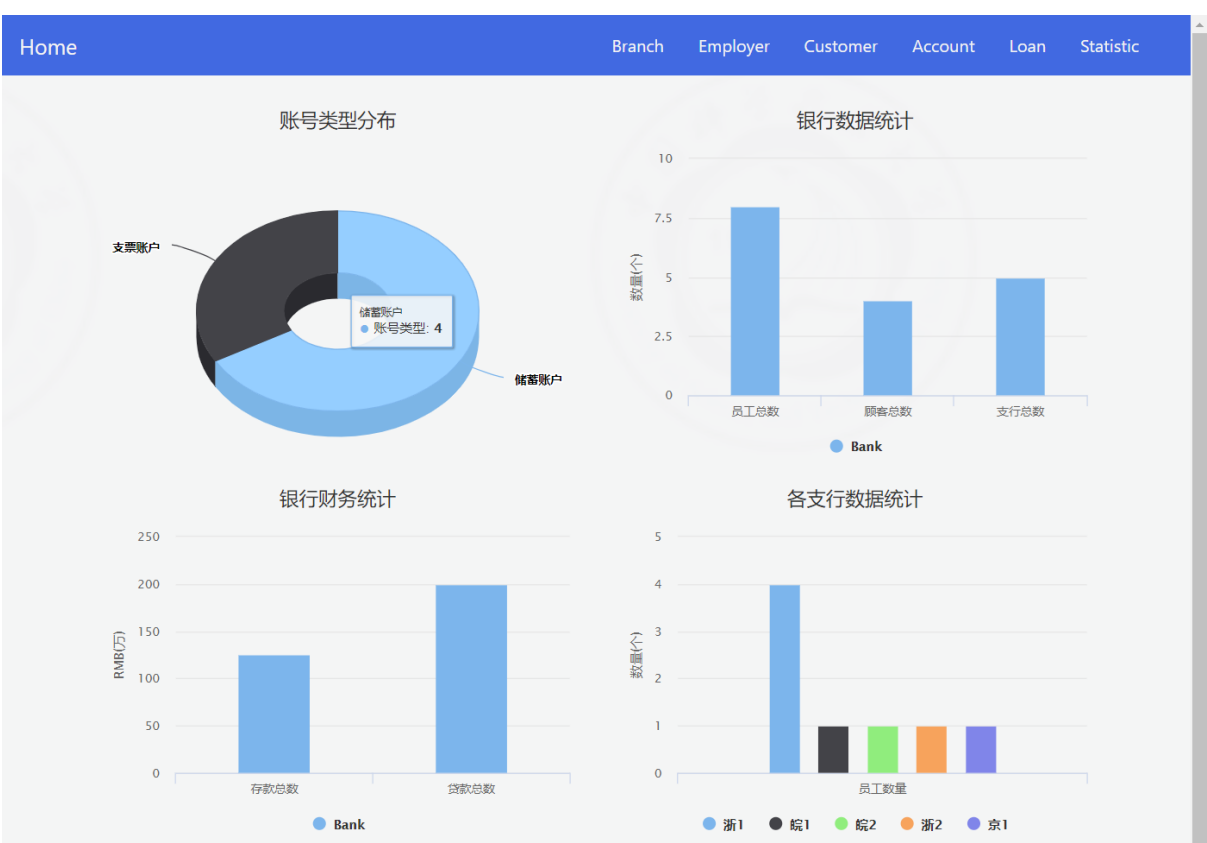 Home Branch Employer Customer Account Loan Statistic
账号类型分布
支票账户
储蓄账户
账号类型: 4
储蓄账户
银行数据统计
数量(个)
10
7.5
5
2.5
0
员工总数 顾客总数 支行总数
Bank
银行财务统计
RMB(万)
250
200
150
100
50
0
存款总数 贷款总数
Bank
各支行数据统计
数量(个)
5
4
3
2
1
0
员工数量
浙1 皖1 皖2 浙2 京1